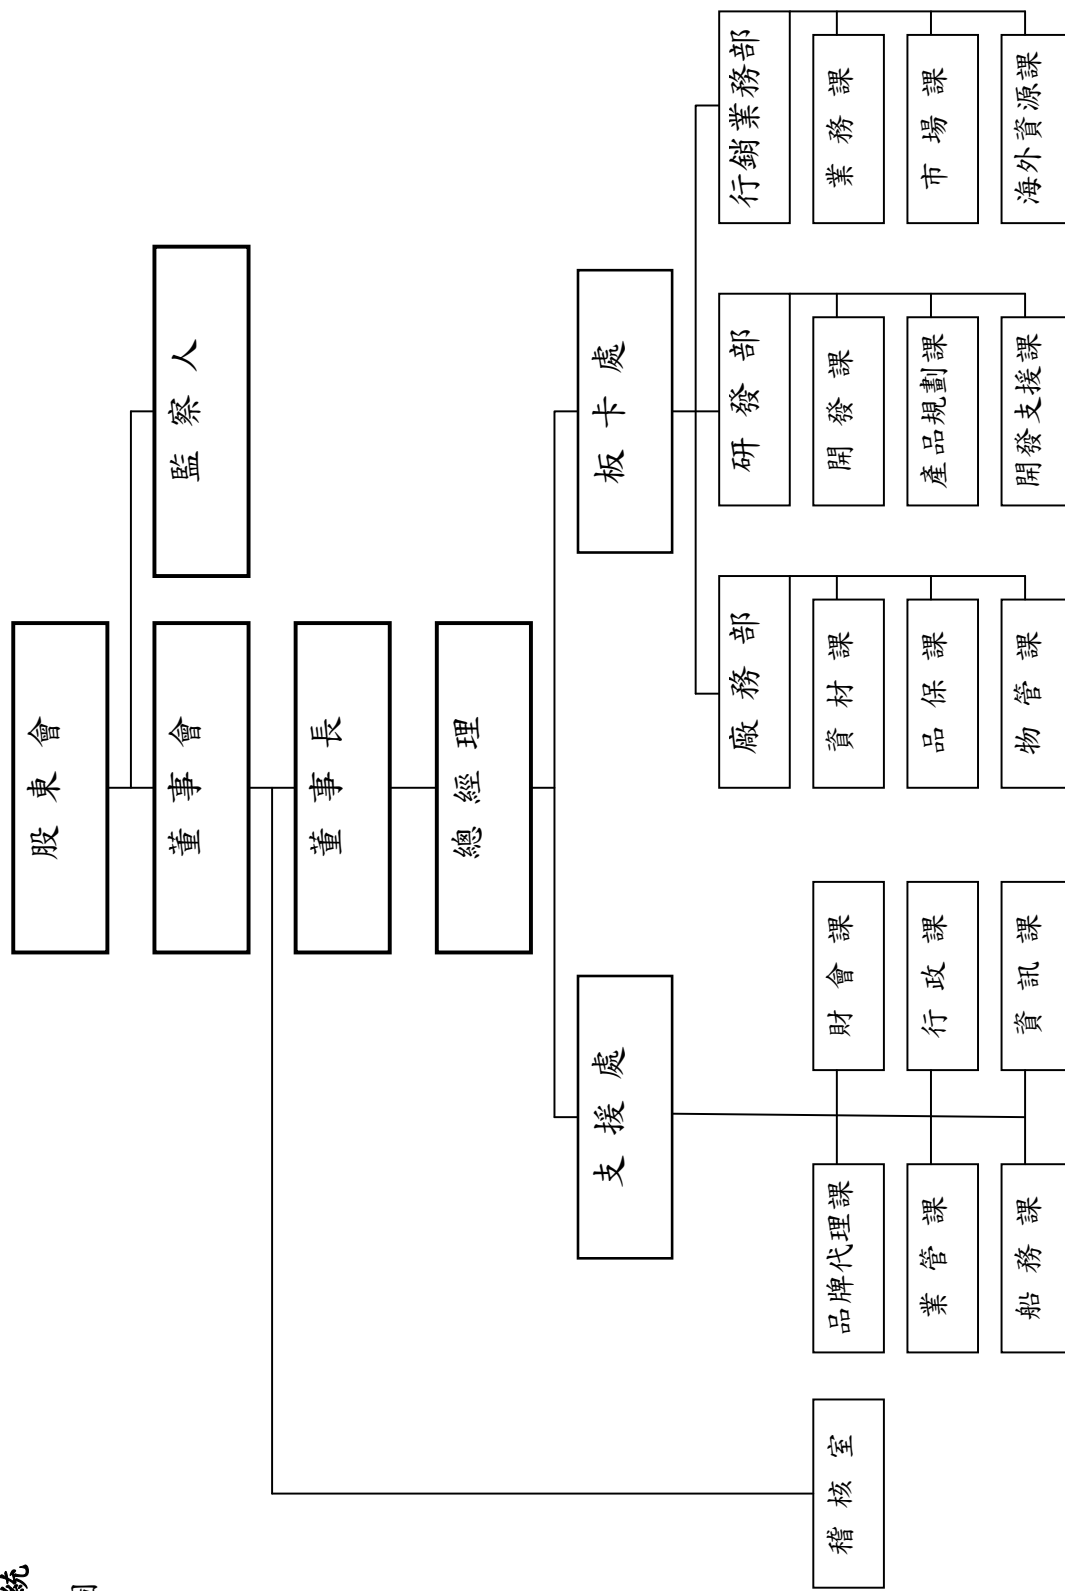 統
股東會
監察人
董事會
董事長
總經理
支援處
板卡處
廠務部
研發部
行銷業務部
稽核室
品牌代理課
財會課
資材課
開發課
業務課
業管課
行政課
品保課
產品規劃課
市場課
船務課
資訊課
物管課
開發支援課
海外資源課